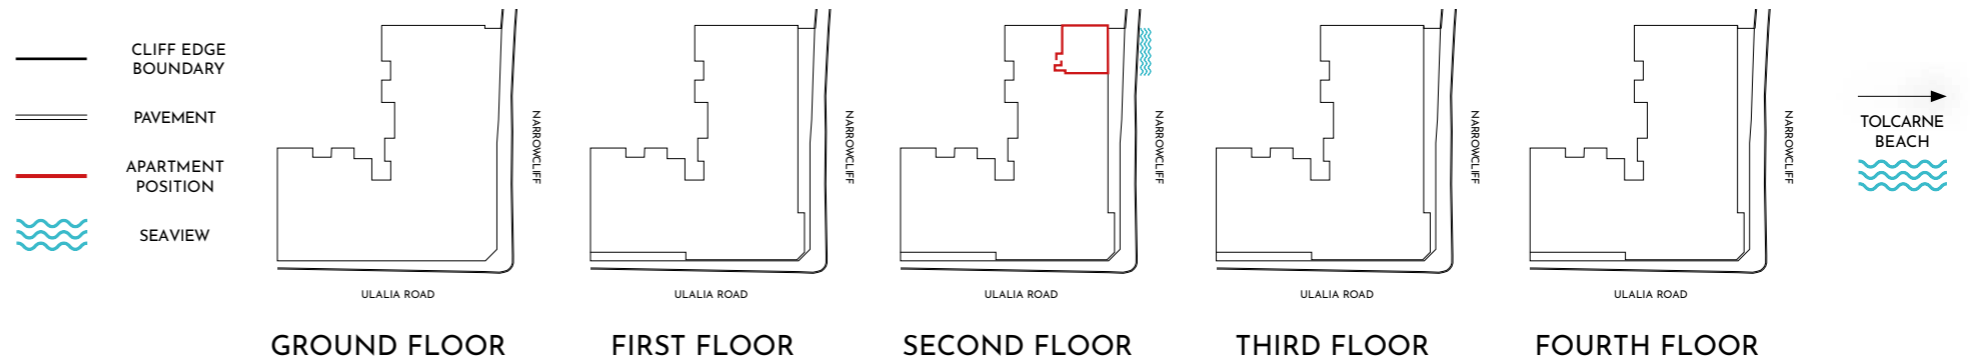 CLIFF EDGE
BOUNDARY
PAVEMENT
APARTMENT
POSITION
SEAVIEW
NARROWCLIFF
ULALIA ROAD
GROUND FLOOR
NARROWCLIFF
ULALIA ROAD
FIRST FLOOR
NARROWCLIFF
ULALIA ROAD
SECOND FLOOR
NARROWCLIFF
ULALIA ROAD
THIRD FLOOR
NARROWCLIFF
ULALIA ROAD
FOURTH FLOOR
TOLCARNE
BEACH